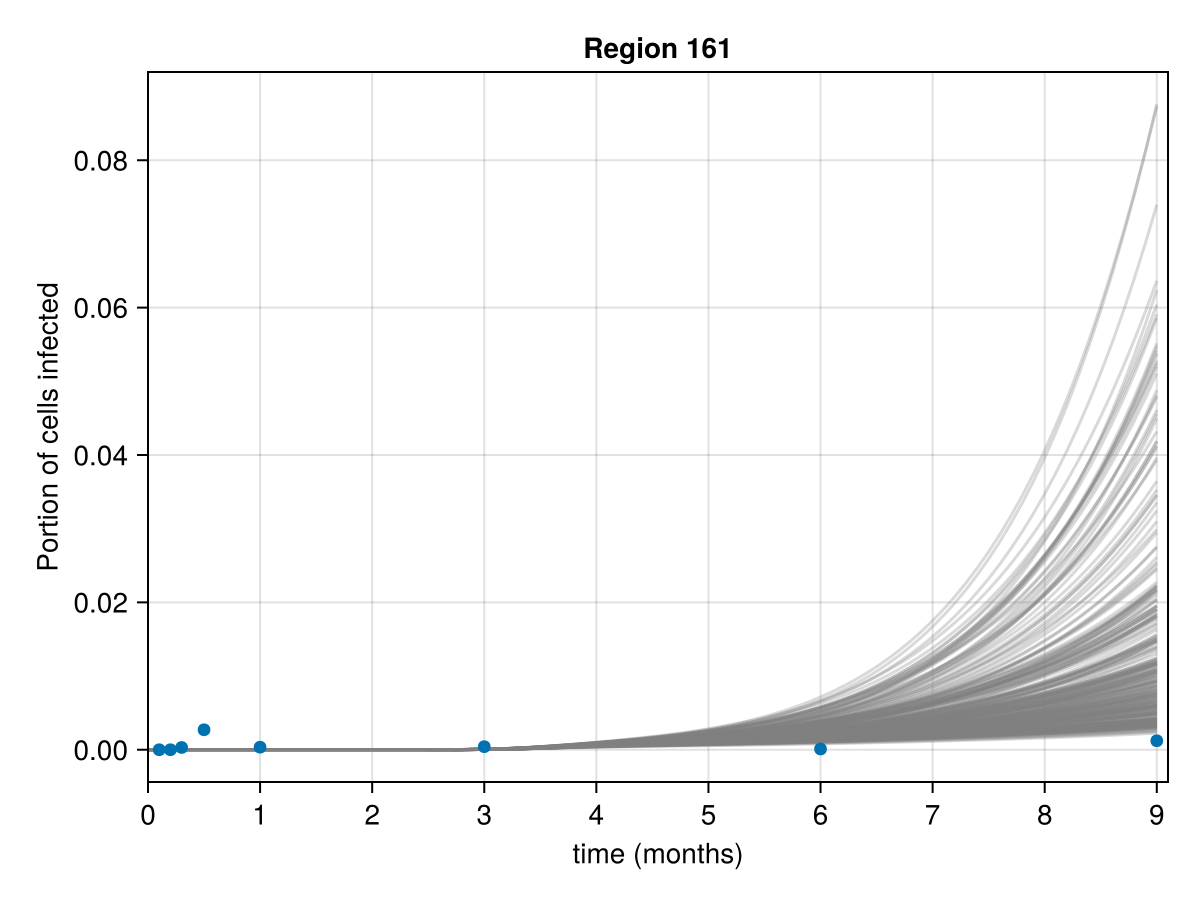 Region 161
Portion of cells infected
0.08
0.06
0.04
0.02
0.00
0 1 2 3 4 5 6 7 8 9
time (months)